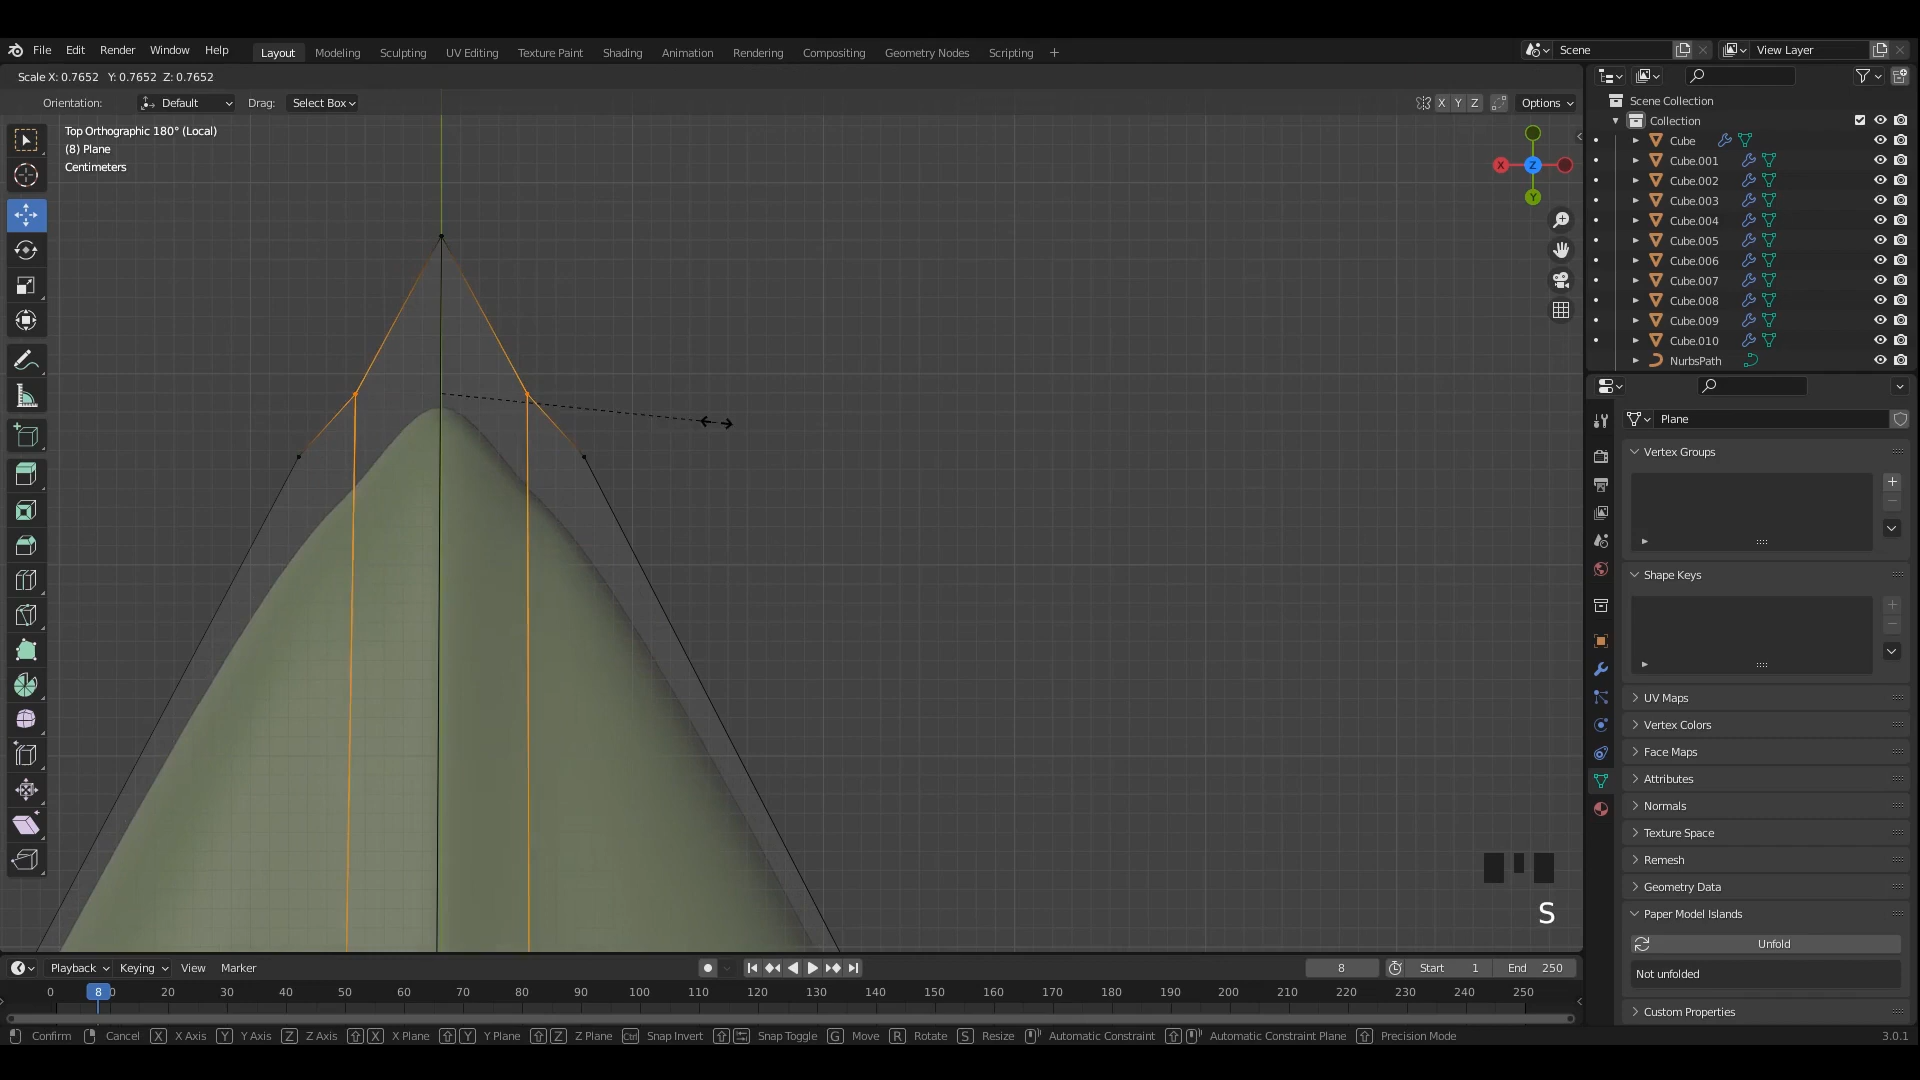 File Edit Render Window Help Layout Modeling Sculpting UV Editing Texture Paint Shading Animation Rendering Compositing Geometry Nodes Scripting + Scene View Layer
Scale X: 0.7652 Y: 0.7652 Z: 0.7652
Orientation: Default Drag: Select Box X Y Z Options
Top Orthographic 180° (Local)
(8) Plane
Centimeters
X Z Y
Scene Collection
Collection
Cube
Cube.001
Cube.002
Cube.003
Cube.004
Cube.005
Cube.006
Cube.007
Cube.008
Cube.009
Cube.010
NurbsPath
Plane
Vertex Groups
Shape Keys
UV Maps
Vertex Colors
Face Maps
Attributes
Normals
Texture Space
Remesh
Geometry Data
Paper Model Islands
Unfold
Not unfolded
Custom Properties
S
Playback Keying View Marker 8 Start 1 End 250
0 8 20 30 40 50 60 70 80 90 100 110 120 130 140 150 160 170 180 190 200 210 220 230 240 250
Confirm Cancel X X Axis Y Y Axis Z Z Axis X X Plane Y Y Plane Z Z Plane Ctrl Snap Invert Snap Toggle G Move R Rotate S Resize Automatic Constraint Automatic Constraint Plane Precision Mode 3.0.1